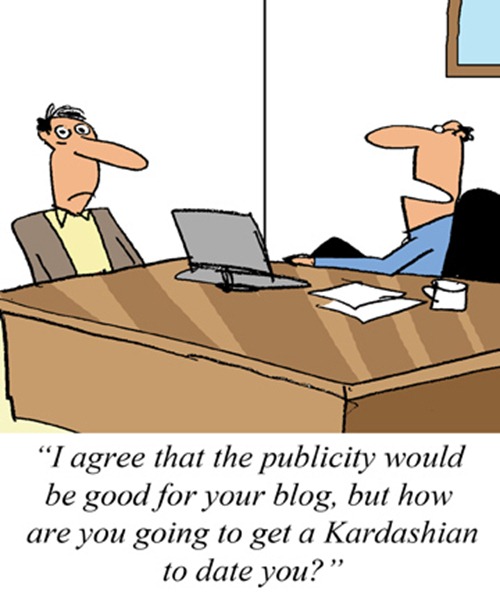 “I agree that the publicity would
be good for your blog, but how
are you going to get a Kardashian
to date you?”